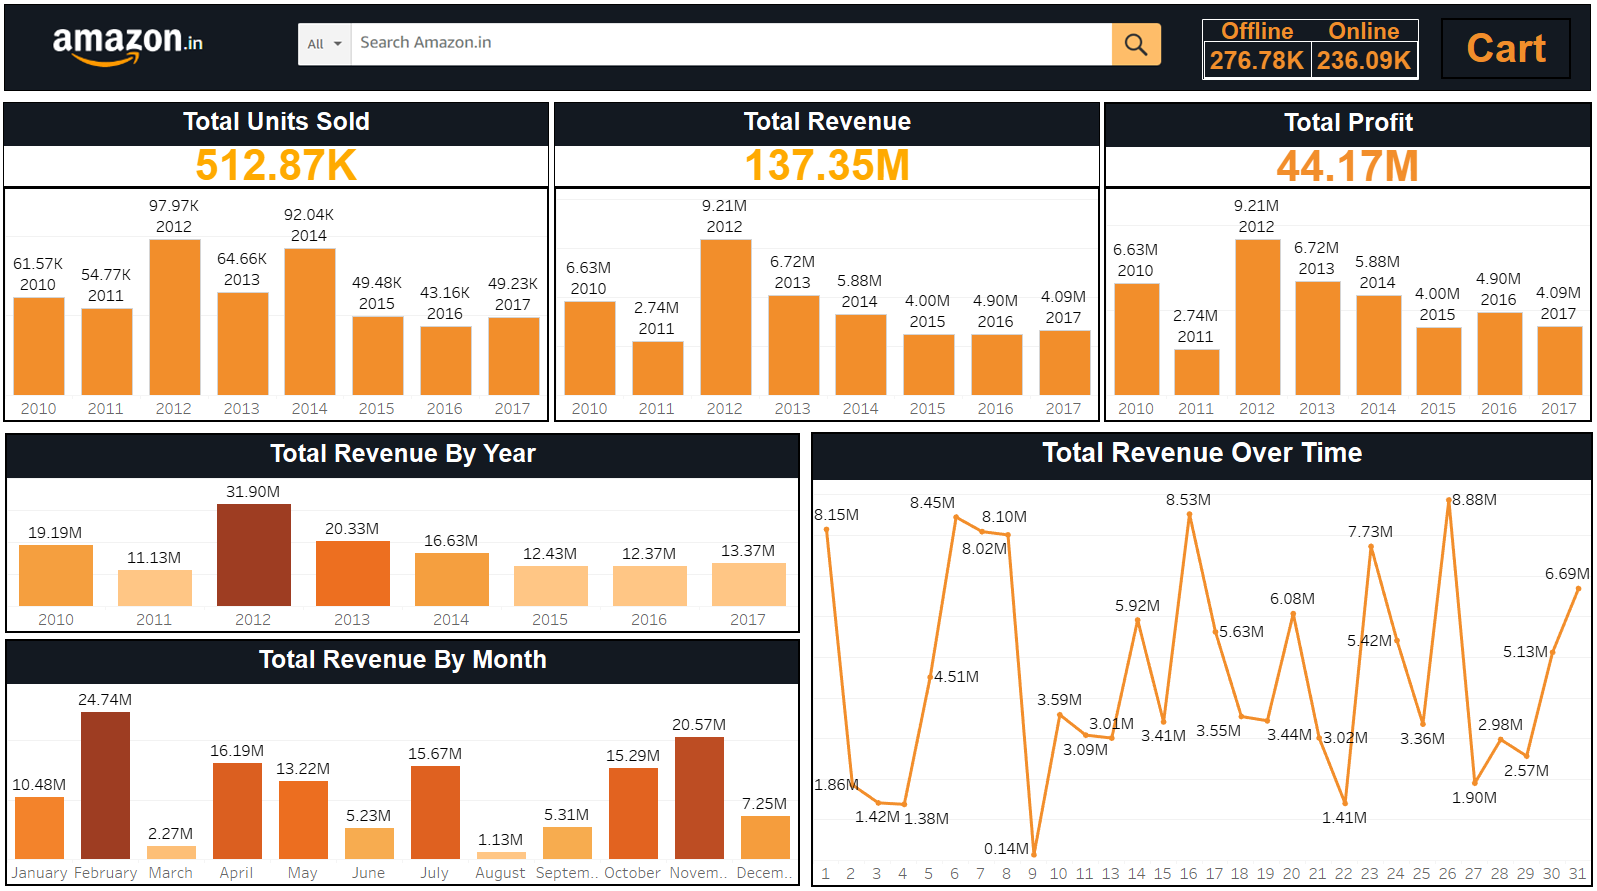 amazon.in
All
Search Amazon.in
Offline Online
276.78K 236.09K
Cart
Total Units Sold
512.87K
97.97K
2012
92.04K
2014
61.57K
2010
54.77K
2011
64.66K
2013
49.48K
2015
43.16K
2016
49.23K
2017
2010 2011 2012 2013 2014 2015 2016 2017
Total Revenue
137.35M
9.21M
2012
6.63M
2010
2.74M
2011
6.72M
2013
5.88M
2014
4.00M
2015
4.90M
2016
4.09M
2017
2010 2011 2012 2013 2014 2015 2016 2017
Total Profit
44.17M
9.21M
2012
6.63M
2010
2.74M
2011
6.72M
2013
5.88M
2014
4.00M
2015
4.90M
2016
4.09M
2017
2010 2011 2012 2013 2014 2015 2016 2017
Total Revenue By Year
19.19M 11.13M 31.90M 20.33M 16.63M 12.43M 12.37M 13.37M
2010 2011 2012 2013 2014 2015 2016 2017
Total Revenue By Month
10.48M 24.74M 2.27M 16.19M 13.22M 5.23M 15.67M 1.13M 5.31M 15.29M 20.57M 7.25M
January February March April May June July August Septem.. October Novem.. Decem..
Total Revenue Over Time
8.15M 1.86M 1.42M 1.38M 4.51M 8.45M 8.02M 8.10M 0.14M 3.59M 3.09M 3.01M 5.92M 3.41M 8.53M 5.63M 3.55M 3.44M 6.08M 3.02M 1.41M 7.73M 5.42M 3.36M 8.88M 1.90M 2.98M 2.57M 5.13M 6.69M
1 2 3 4 5 6 7 8 9 10 11 13 14 15 16 17 18 19 20 21 22 23 24 25 26 27 28 29 30 31